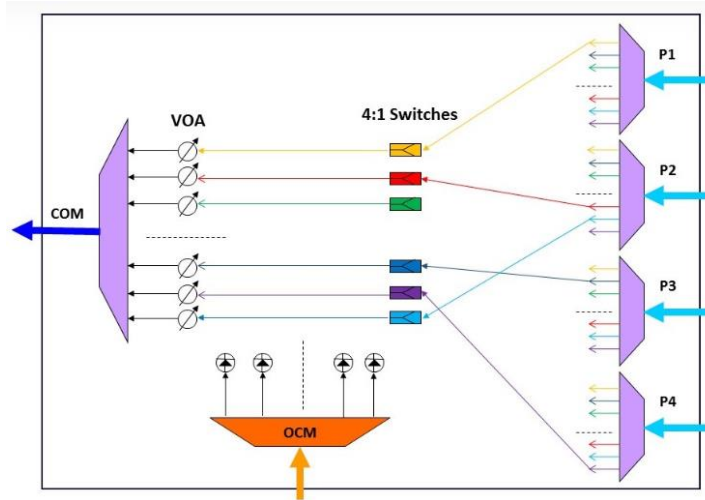 P1
4:1 Switches
VOA
P2
COM
P3
P4
OCM